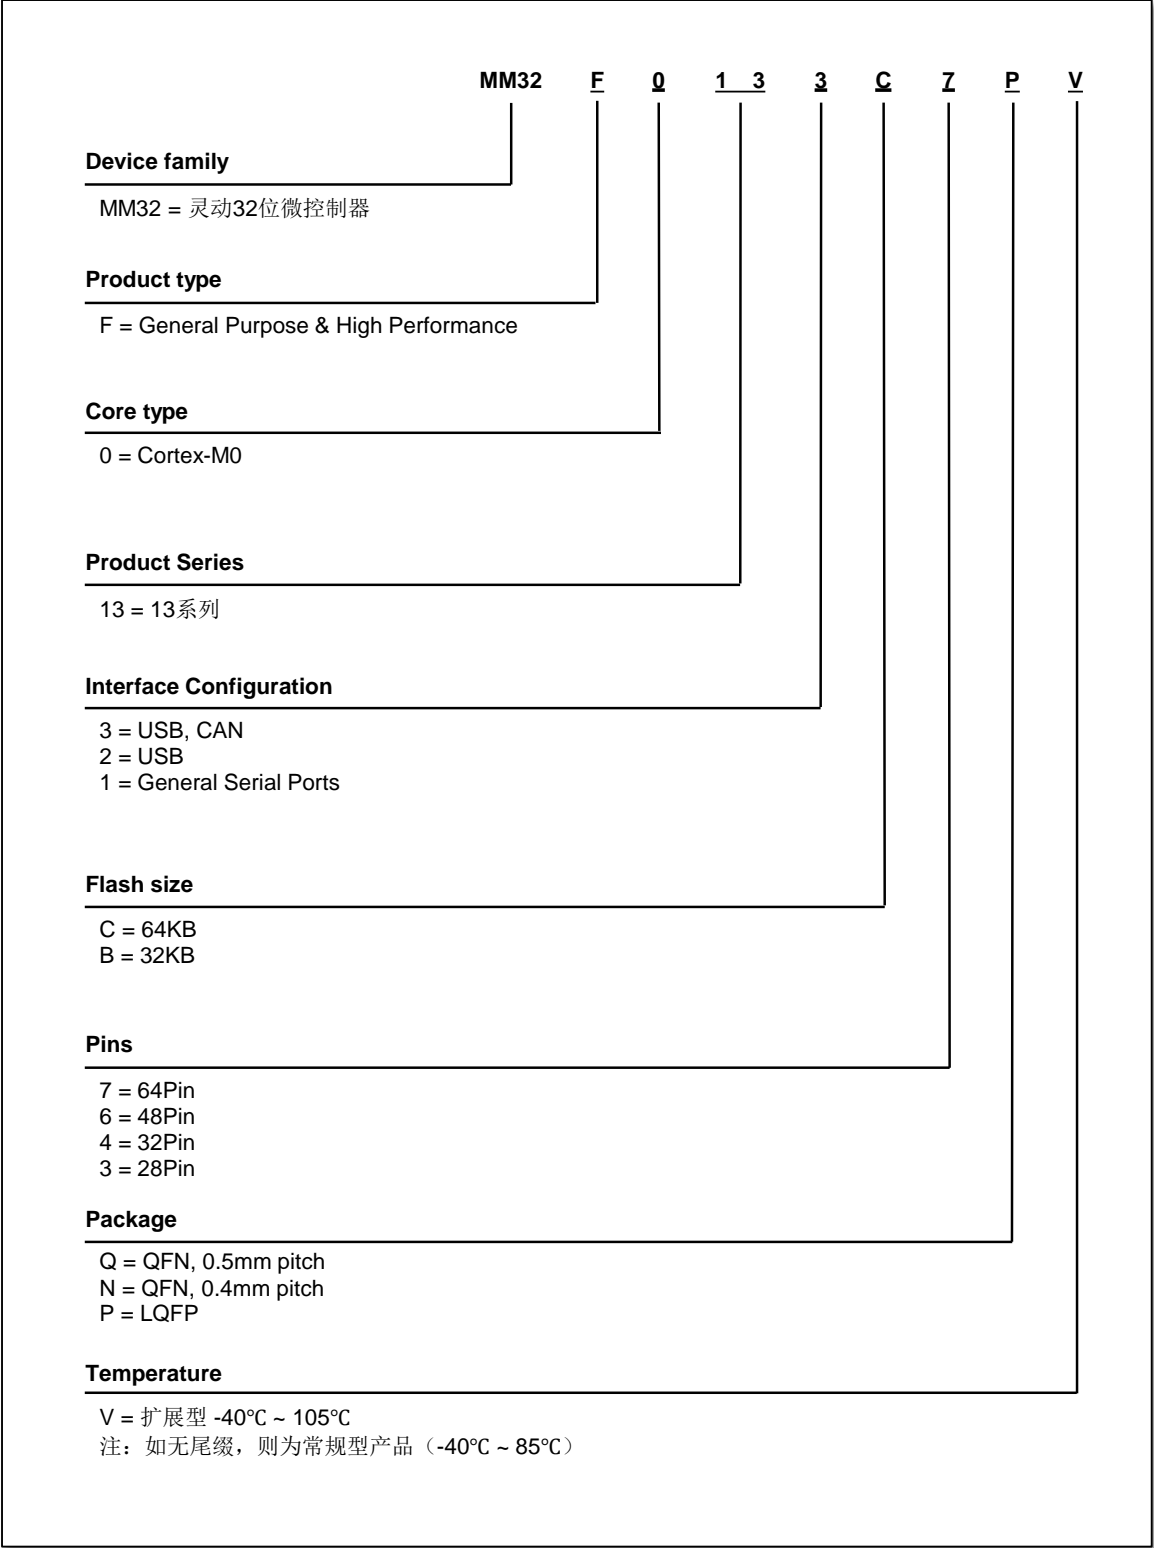 MM32 F 0 1 3 3 C 7 P V
Device family
MM32 = 灵动32位微控制器
Product type
F = General Purpose & High Performance
Core type
0 = Cortex-M0
Product Series
13 = 13系列
Interface Configuration
3 = USB, CAN
2 = USB
1 = General Serial Ports
Flash size
C = 64KB
B = 32KB
Pins
7 = 64Pin
6 = 48Pin
4 = 32Pin
3 = 28Pin
Package
Q = QFN, 0.5mm pitch
N = QFN, 0.4mm pitch
P = LQFP
Temperature
V = 扩展型 -40℃ ~ 105℃
注：如无尾缀，则为常规型产品（-40℃ ~ 85℃）